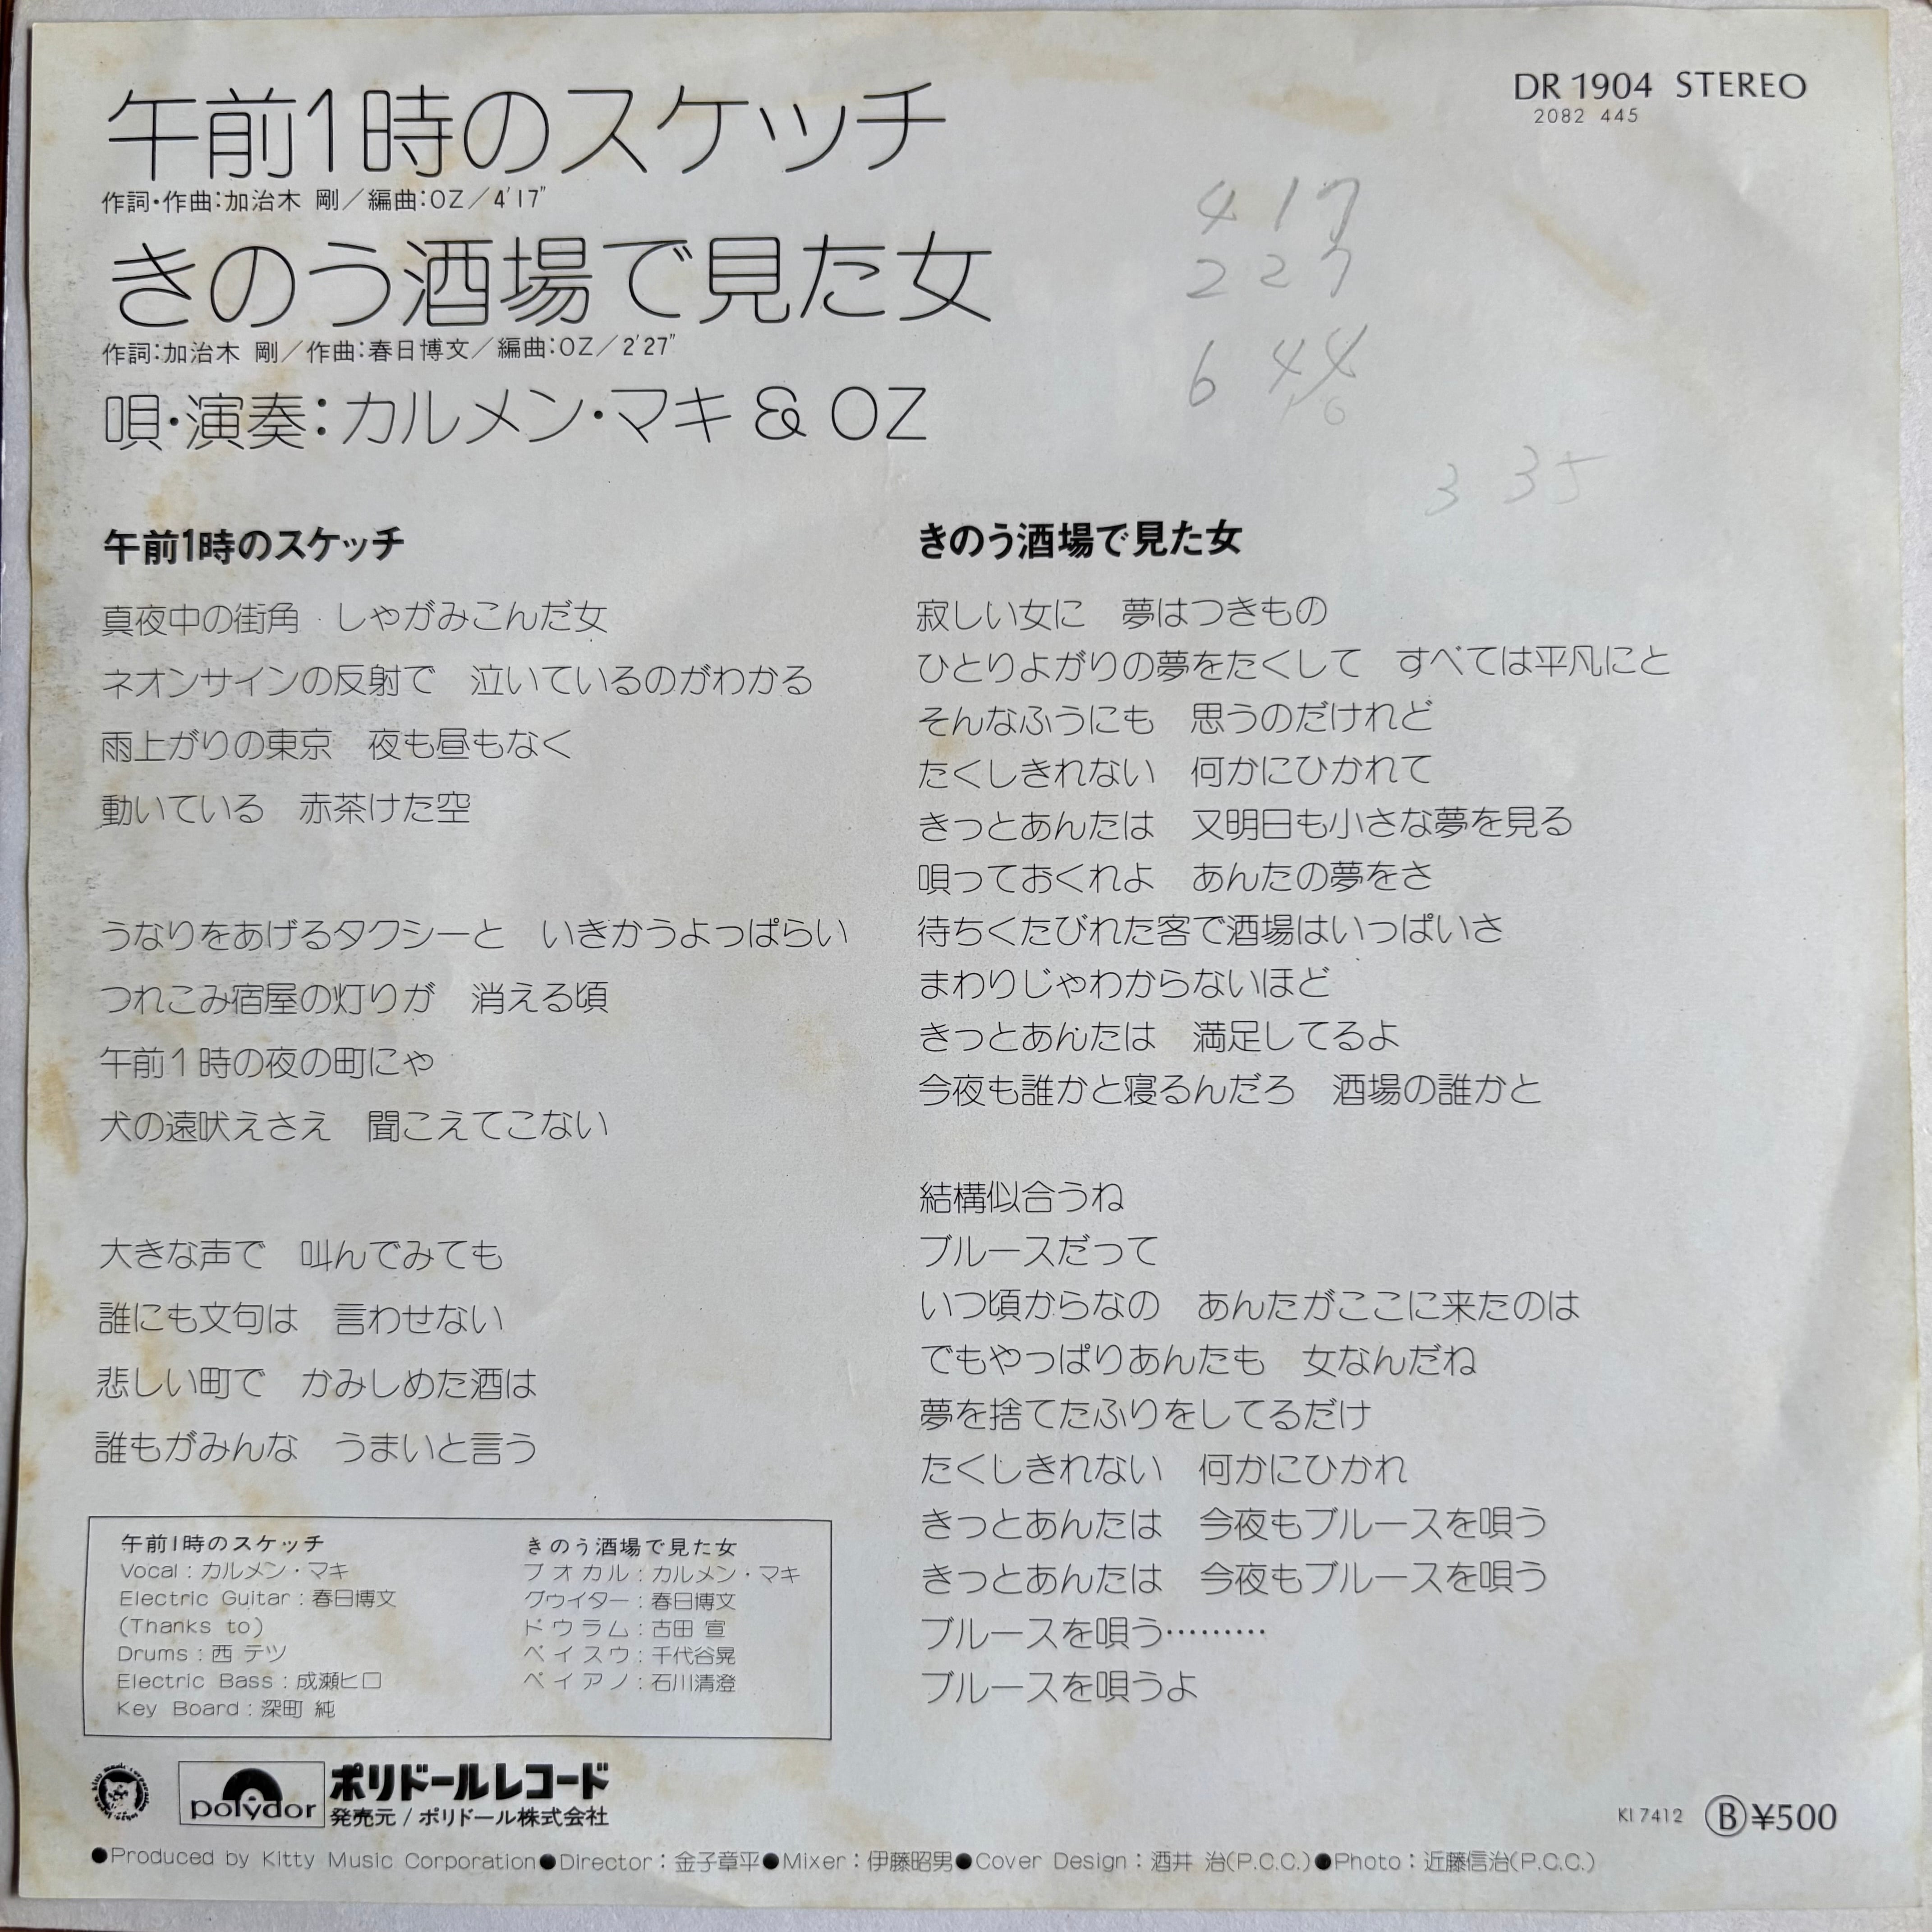 午前1時のスケッチ
作詞・作曲:加治木 剛/編曲:OZ/4'17"
きのう酒場で見た女
作詞:加治木 剛/作曲:春日博文/編曲:OZ/2'27"
唄・演奏:カルメン・マキ & OZ
DR 1904 STEREO
2082 445
4 17
2 27
6 44
3 35
午前1時のスケッチ
真夜中の街角 しゃがみこんだ女
ネオンサインの反射で 泣いているのがわかる
雨上がりの東京 夜も昼もなく
動いている 赤茶けた空
うなりをあげるタクシーと いきかうよっぱらい
つれこみ宿屋の灯りが 消える頃
午前1時の夜の町にゃ
犬の遠吠えさえ 聞こえてこない
大きな声で 叫んでみても
誰にも文句は 言わせない
悲しい町で かみしめた酒は
誰もがみんな うまいと言う
きのう酒場で見た女
寂しい女に 夢はつきもの
ひとりよがりの夢をたくして すべては平凡にと
そんなふうにも 思うのだけれど
たくしきれない 何かにひかれて
きっとあんたは 又明日も小さな夢を見る
唄っておくれよ あんたの夢をさ
待ちくたびれた客で酒場はいっぱいさ
まわりじゃわからないほど
きっとあんたは 満足してるよ
今夜も誰かと寝るんだろ 酒場の誰かと
結構似合うね
ブルースだって
いつ頃からなの あんたがここに来たのは
でもやっぱりあんたも 女なんだね
夢を捨てたふりをしてるだけ
たくしきれない 何かにひかれ
きっとあんたは 今夜もブルースを唄う
きっとあんたは 今夜もブルースを唄う
ブルースを唄う………
ブルースを唄うよ
午前1時のスケッチ
Vocal:カルメン・マキ
Electric Guitar:春日博文
(Thanks to)
Drums:西 テツ
Electric Bass:成瀬ヒロ
Key Board:深町 純
きのう酒場で見た女
ブオカル:カルメン・マキ
グウイター:春日博文
ドウラム:古田 宣
ベイスウ:千代谷晃
ペイアノ:石川清澄
polydor
ポリドールレコード
発売元/ポリドール株式会社
KI 7412 Ⓑ¥500
●Produced by Kitty Music Corporation●Director:金子章平●Mixer:伊藤昭男●Cover Design:酒井 治(P.C.C.)●Photo:近藤信治(P.C.C.)